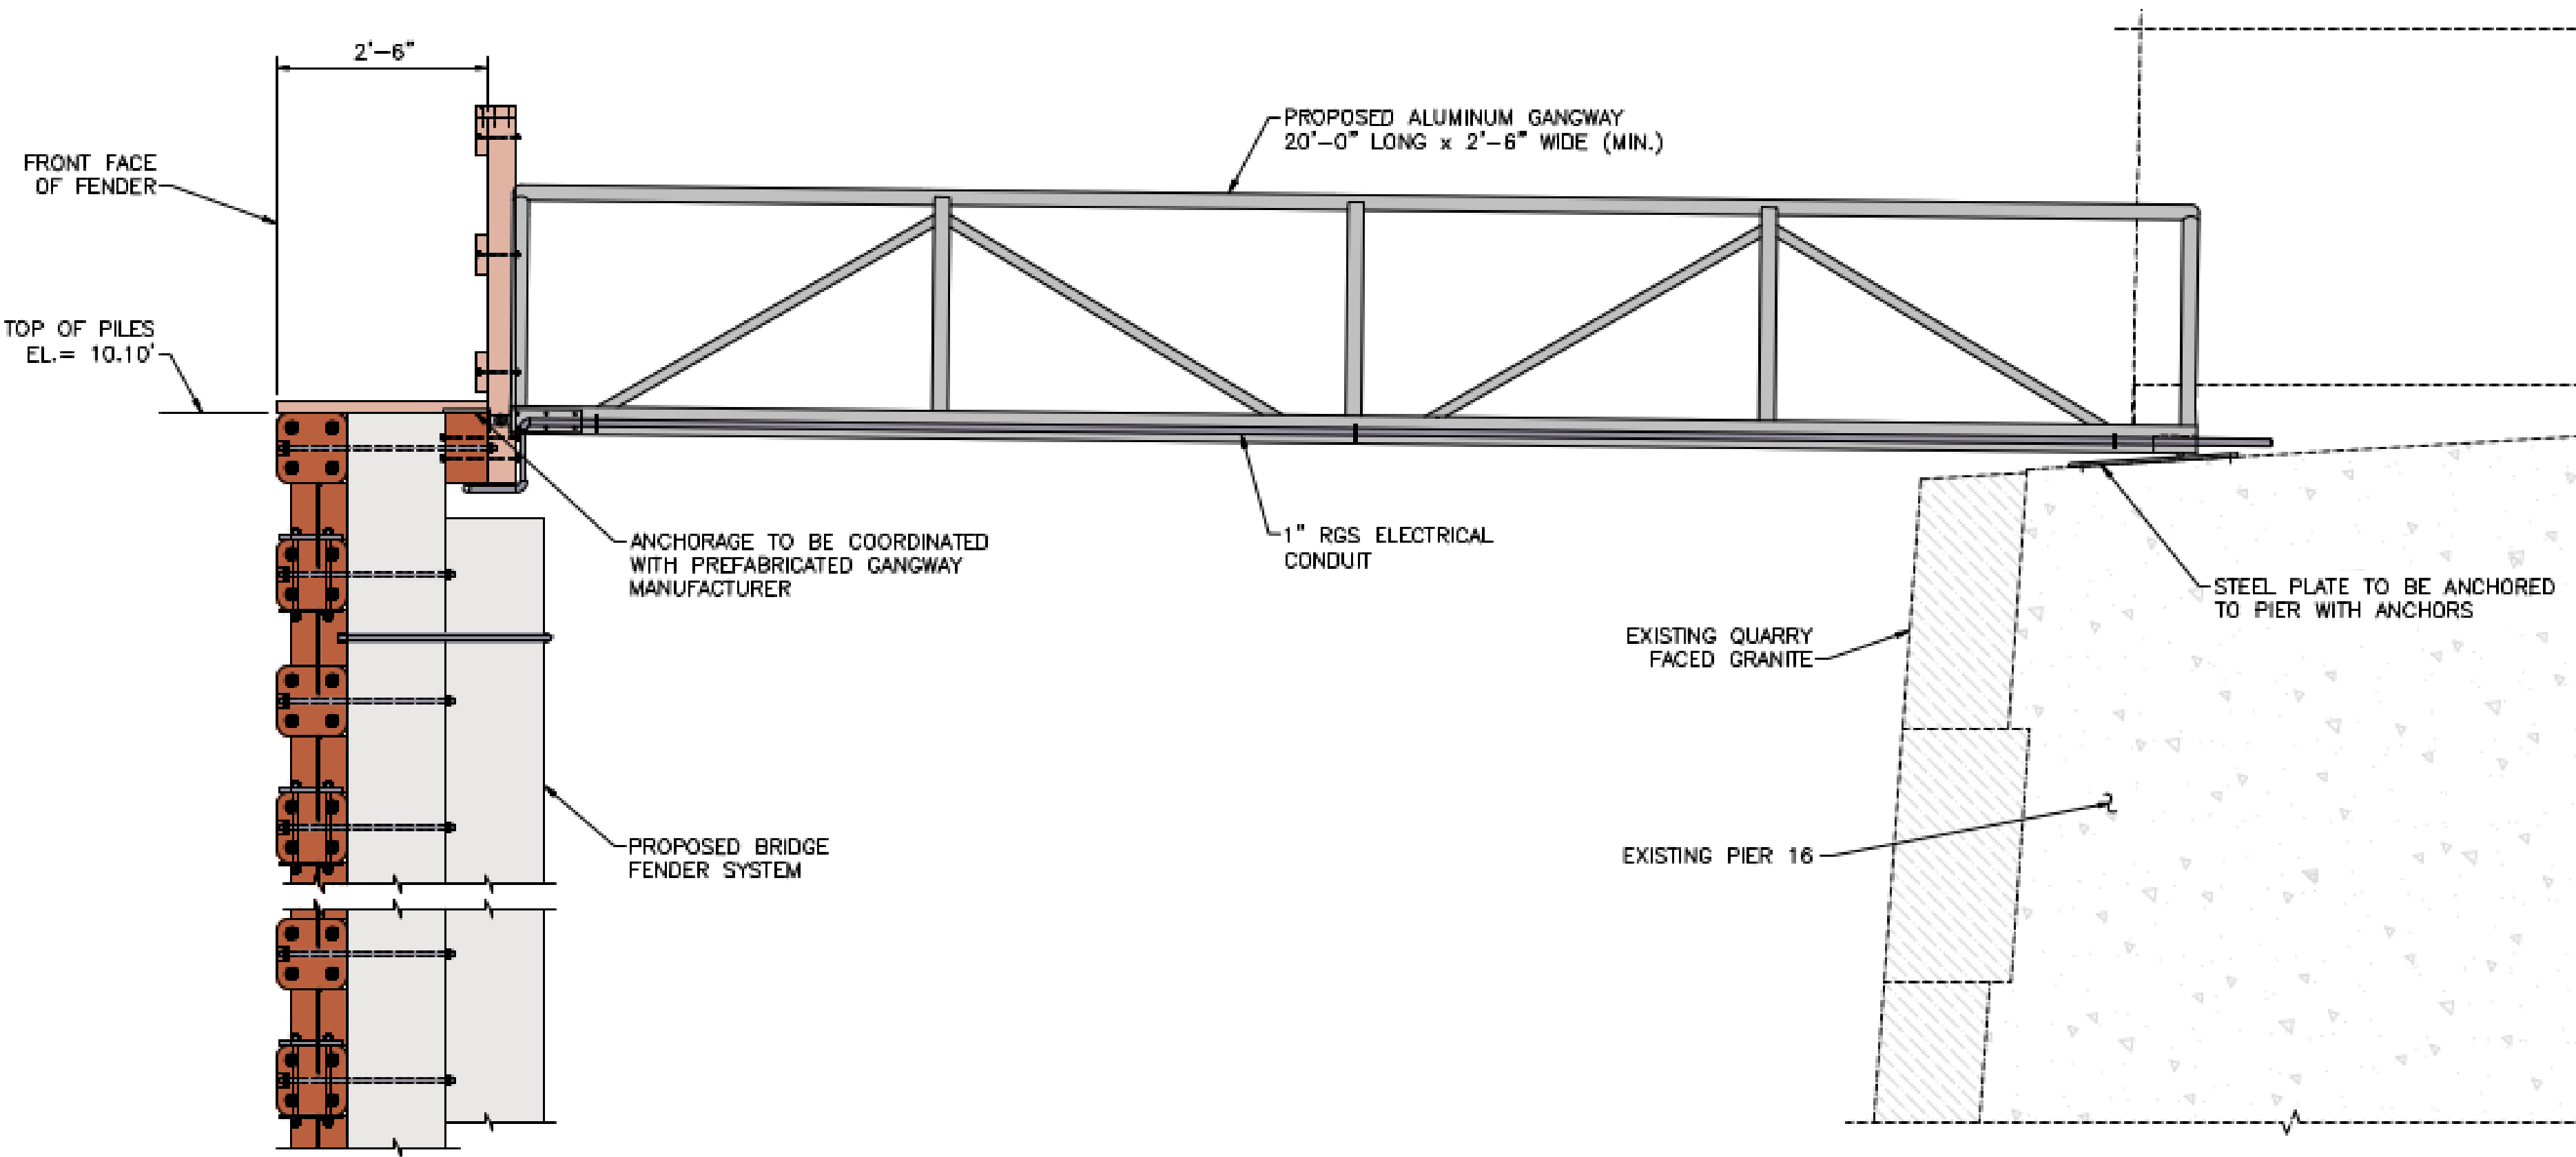 2'-6"
PROPOSED ALUMINUM GANGWAY
20'-0" LONG x 2'-6" WIDE (MIN.)
FRONT FACE
OF FENDER
TOP OF PILES
EL.= 10.10'
ANCHORAGE TO BE COORDINATED
WITH PREFABRICATED GANGWAY
MANUFACTURER
1" RGS ELECTRICAL
CONDUIT
STEEL PLATE TO BE ANCHORED
TO PIER WITH ANCHORS
EXISTING QUARRY
FACED GRANITE
PROPOSED BRIDGE
FENDER SYSTEM
EXISTING PIER 16